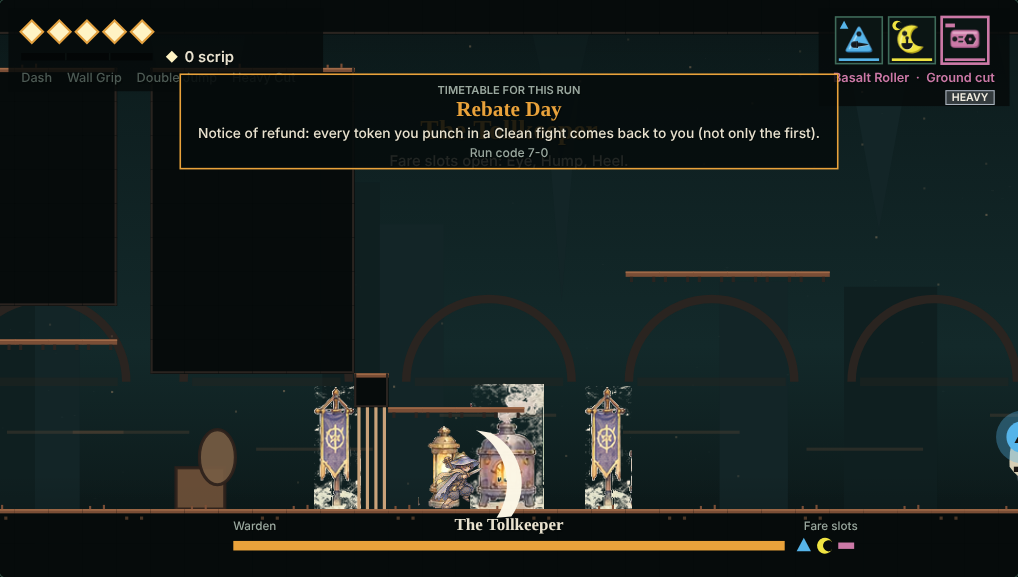 0 scrip
Dash Wall Grip Double
TIMETABLE FOR THIS RUN
Rebate Day
Notice of refund: every token you punch in a Clean fight comes back to you (not only the first).
Run code 7-0
Fare slots open: Eye, Hump, Heel.
Basalt Roller · Ground cut
HEAVY
Warden
The Tollkeeper
Fare slots